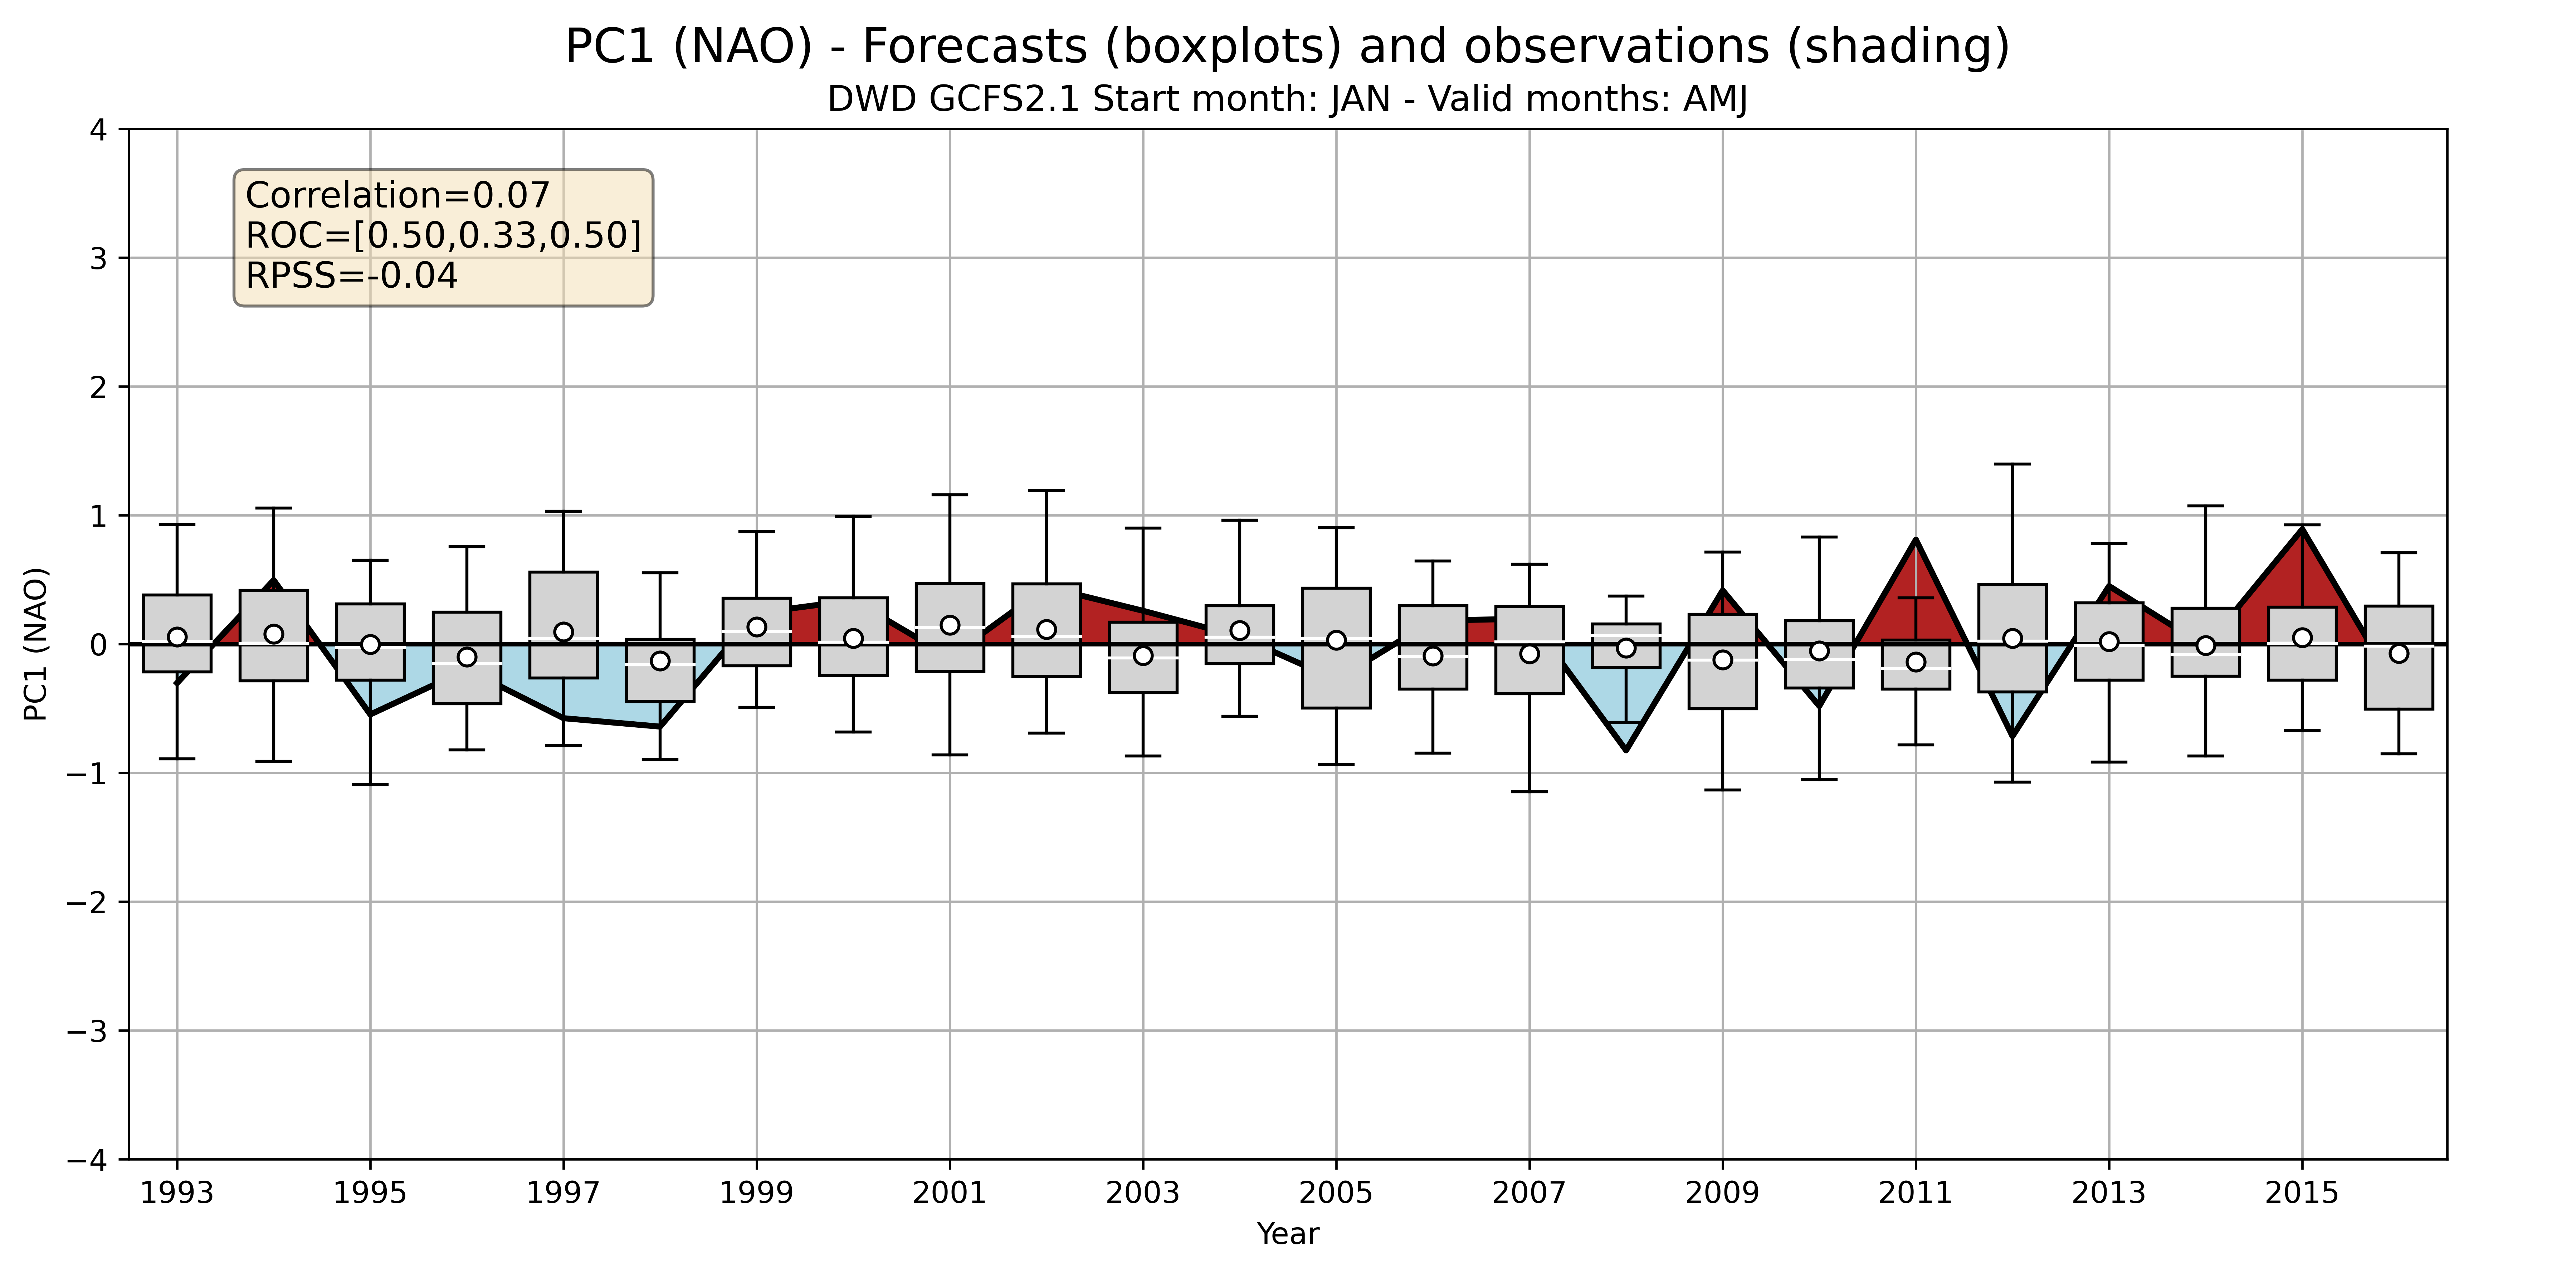 PC1 (NAO) - Forecasts (boxplots) and observations (shading)
DWD GCFS2.1 Start month: JAN - Valid months: AMJ
Correlation=0.07
ROC=[0.50,0.33,0.50]
RPSS=-0.04
PC1 (NAO)
4
3
2
1
0
−1
−2
−3
−4
1993 1995 1997 1999 2001 2003 2005 2007 2009 2011 2013 2015
Year